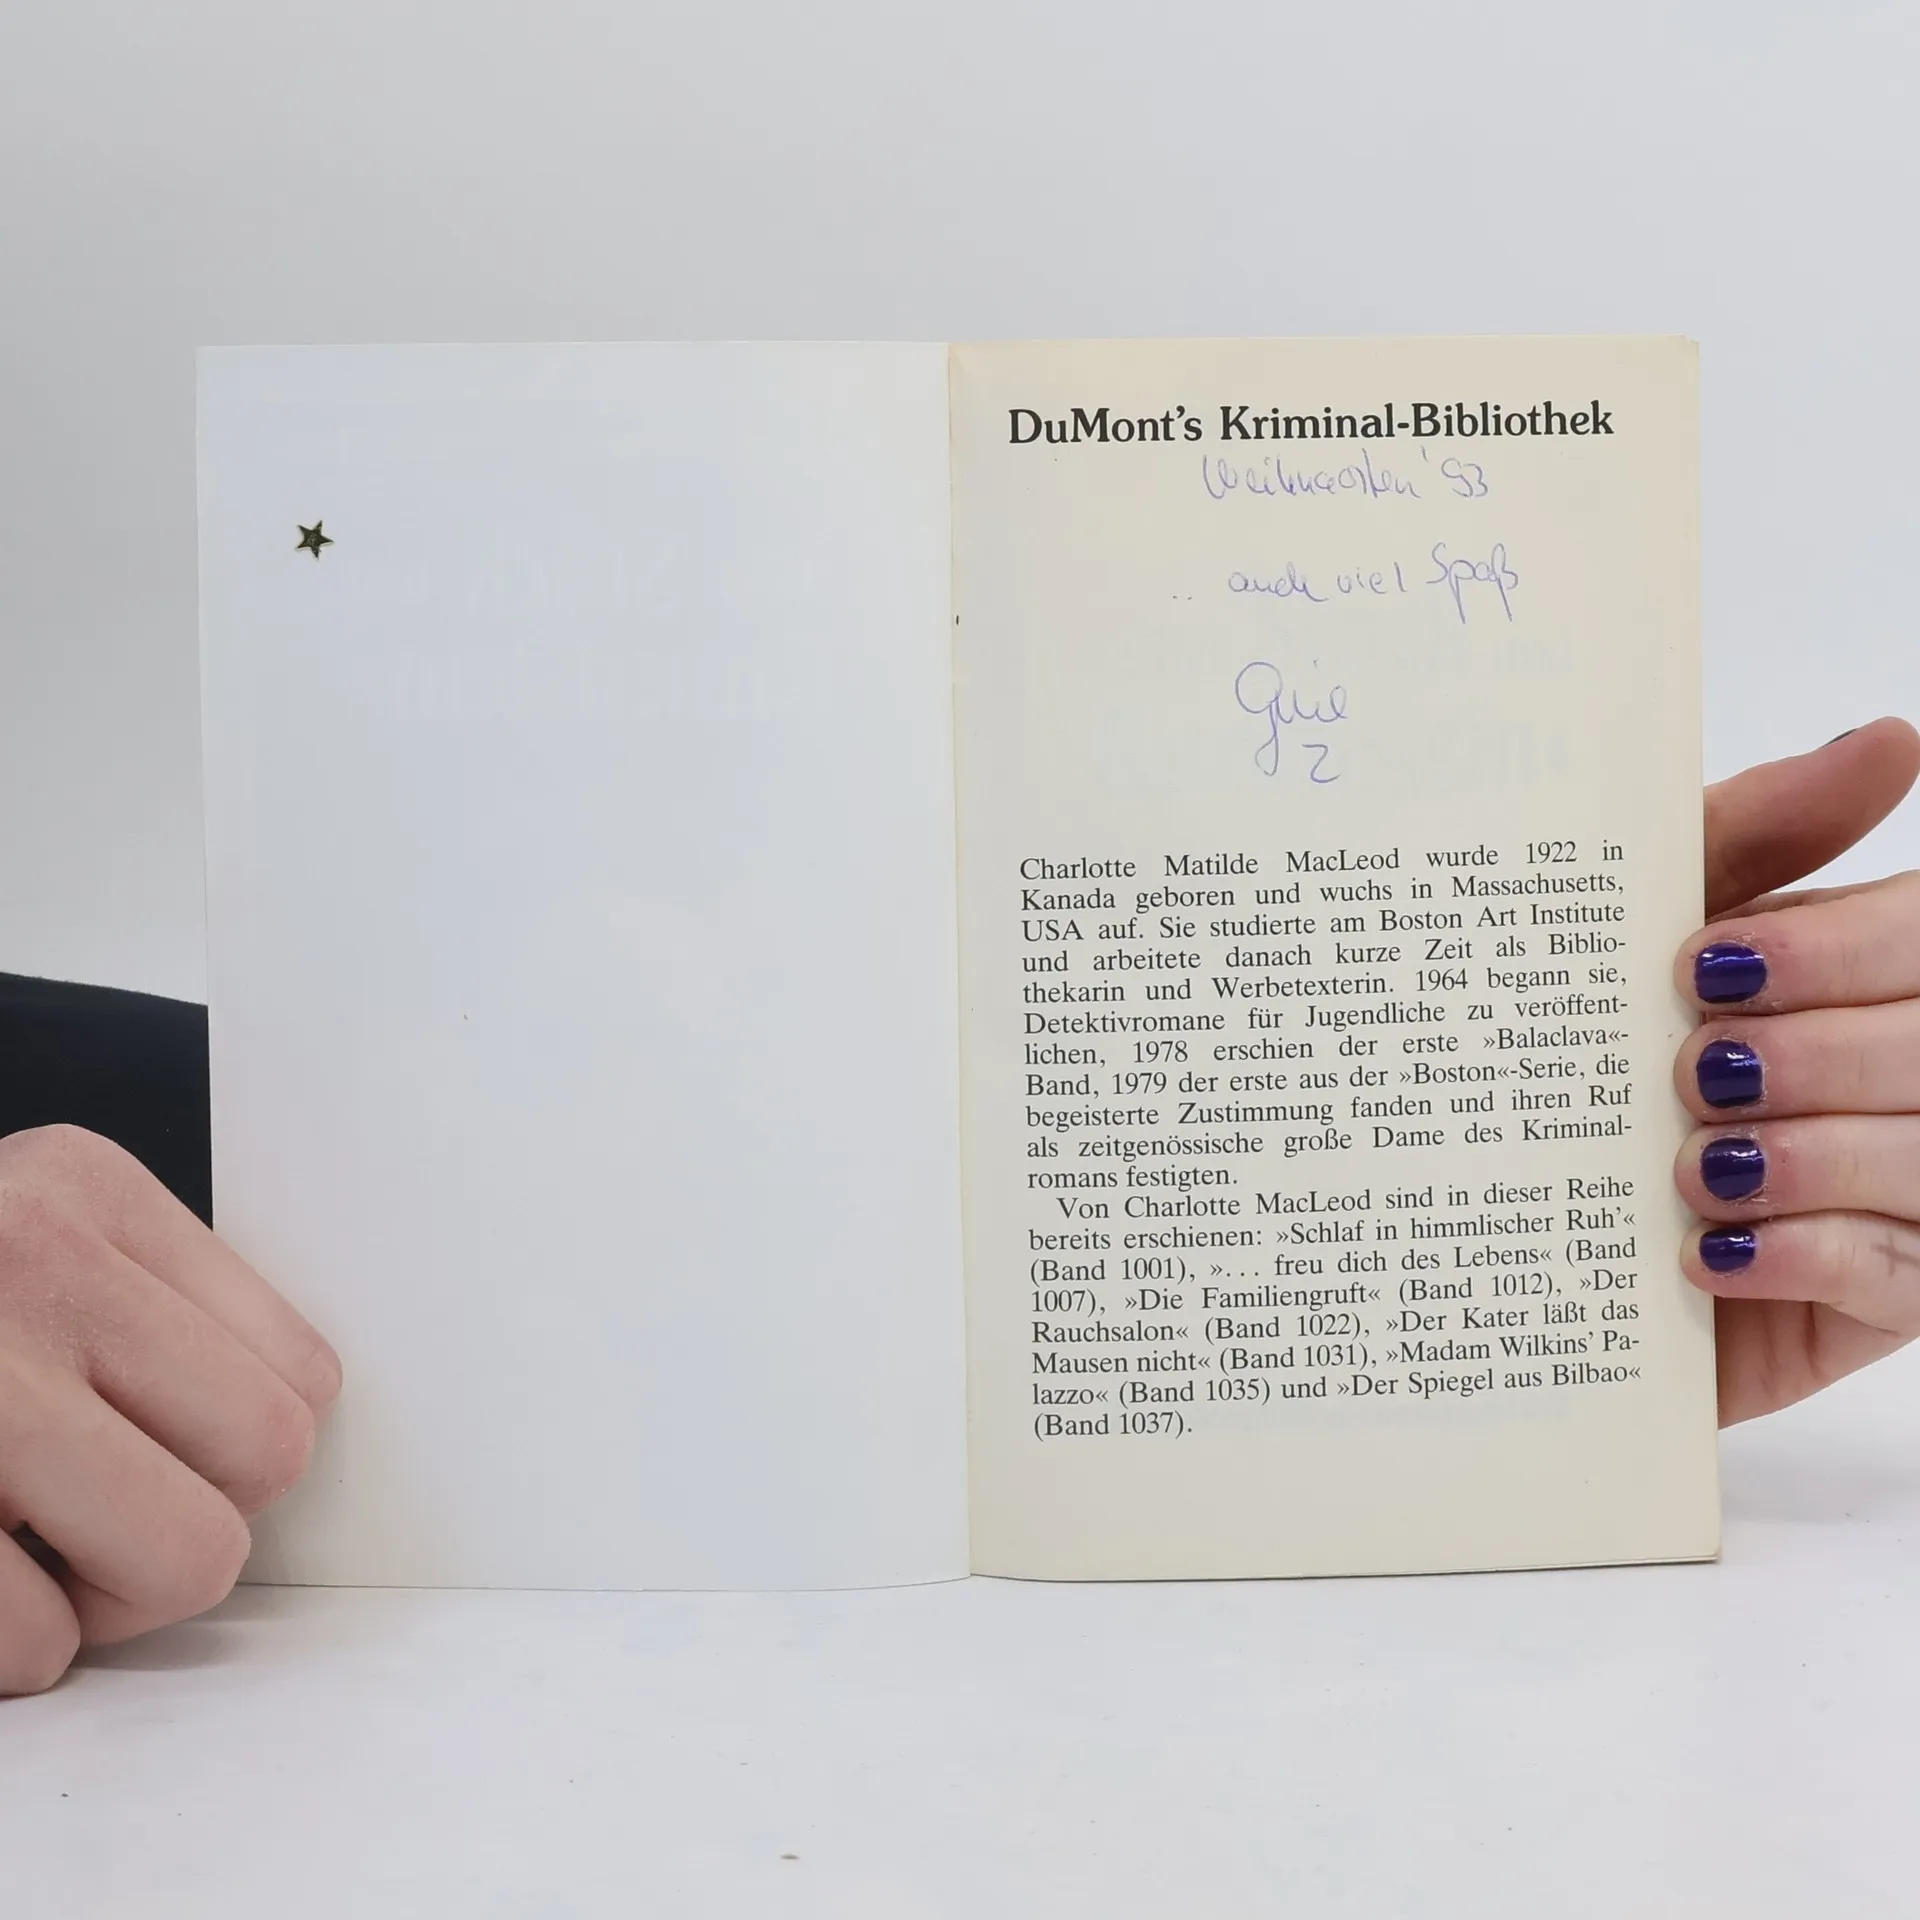 DuMont's Kriminal-Bibliothek
Weihnachten '93
.. auch viel Spaß
Charlotte Matilde MacLeod wurde 1922 in
Kanada geboren und wuchs in Massachusetts,
USA auf. Sie studierte am Boston Art Institute
und arbeitete danach kurze Zeit als Biblio-
thekarin und Werbetexterin. 1964 begann sie,
Detektivromane für Jugendliche zu veröffent-
lichen, 1978 erschien der erste »Balaclava«-
Band, 1979 der erste aus der »Boston«-Serie, die
begeisterte Zustimmung fanden und ihren Ruf
als zeitgenössische große Dame des Kriminal-
romans festigten.
Von Charlotte MacLeod sind in dieser Reihe
bereits erschienen: »Schlaf in himmlischer Ruh'«
(Band 1001), »... freu dich des Lebens« (Band
1007), »Die Familiengruft« (Band 1012), »Der
Rauchsalon« (Band 1022), »Der Kater läßt das
Mausen nicht« (Band 1031), »Madam Wilkins' Pa-
lazzo« (Band 1035) und »Der Spiegel aus Bilbao«
(Band 1037).